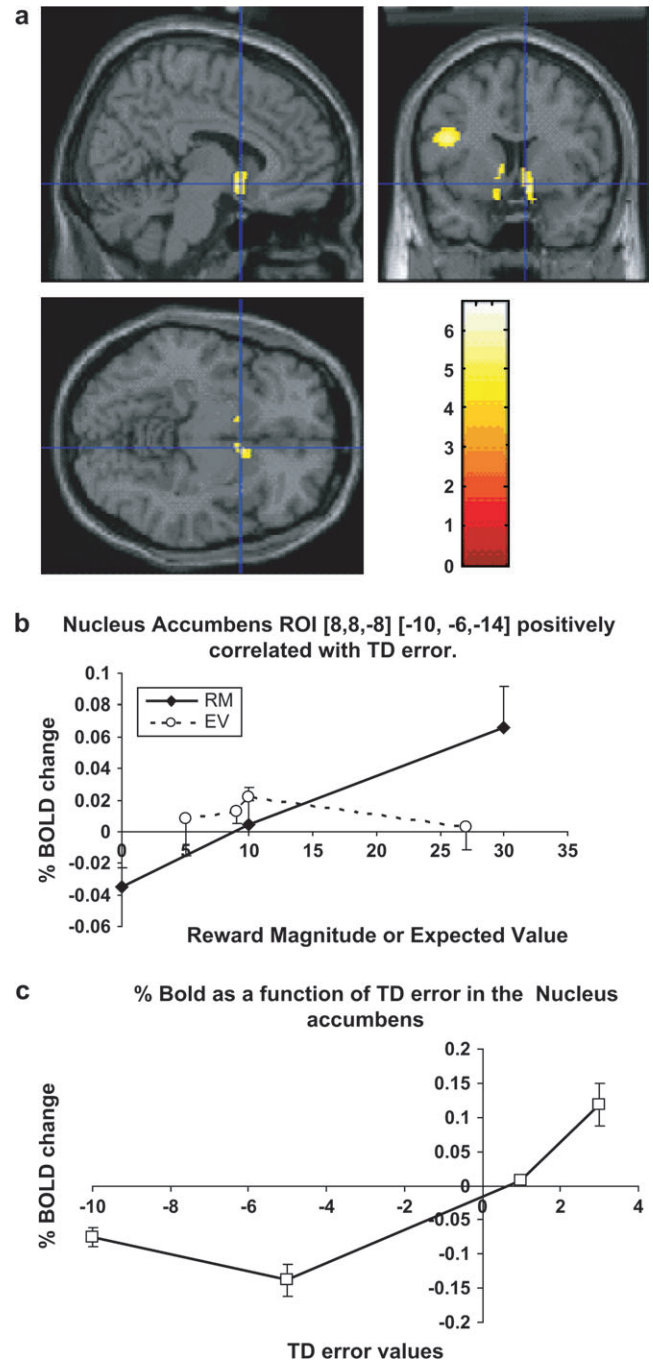 a
6
5
4
3
2
1
0
b Nucleus Accumbens ROI [8,8,-8] [-10, -6,-14] positively
correlated with TD error.
% BOLD change
0.1
0.08
0.06
0.04
0.02
0
-0.02
-0.04
-0.06
RM
EV
0 5 10 15 20 25 30 35
Reward Magnitude or Expected Value
c % Bold as a function of TD error in the Nucleus
accumbens
% BOLD change
0.2
0.15
0.1
0.05
0
-0.05
-0.1
-0.15
-0.2
-10 -8 -6 -4 -2 0 2 4
TD error values